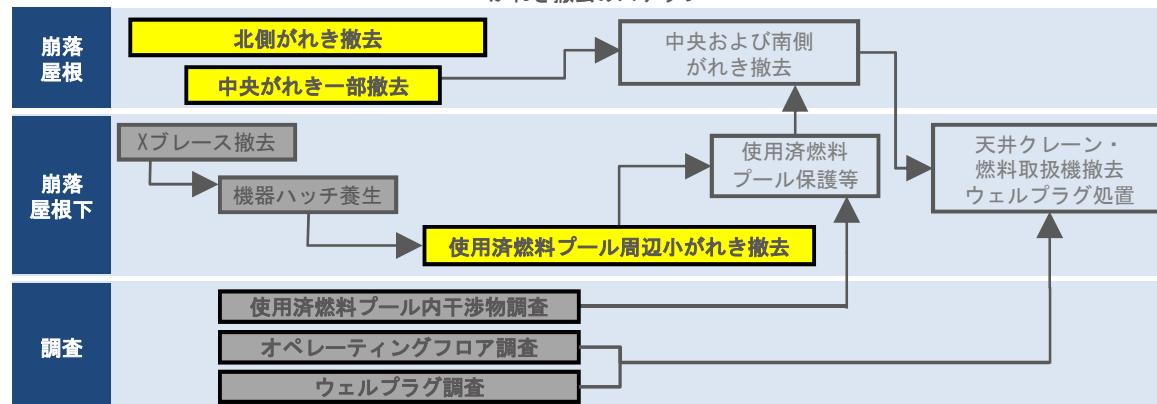 崩落
屋根
北側がれき撤去
中央がれき一部撤去
中央および南側
がれき撤去
崩落
屋根下
Xブレース撤去
機器ハッチ養生
使用済燃料プール周辺小がれき撤去
使用済燃料
プール保護等
天井クレーン・
燃料取扱機撤去
ウェルプラグ処置
調査
使用済燃料プール内干渉物調査
オペレーティングフロア調査
ウェルプラグ調査